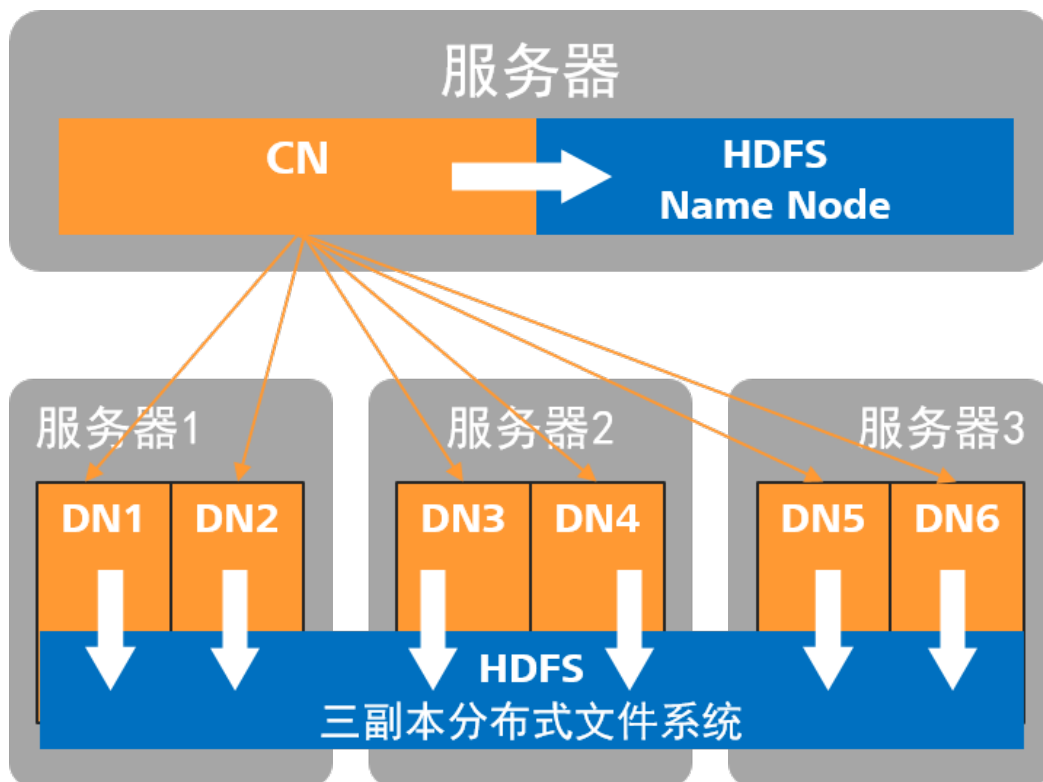 服务器
CN
HDFS
Name Node
服务器1
服务器2
服务器3
DN1
DN2
DN3
DN4
DN5
DN6
HDFS
三副本分布式文件系统